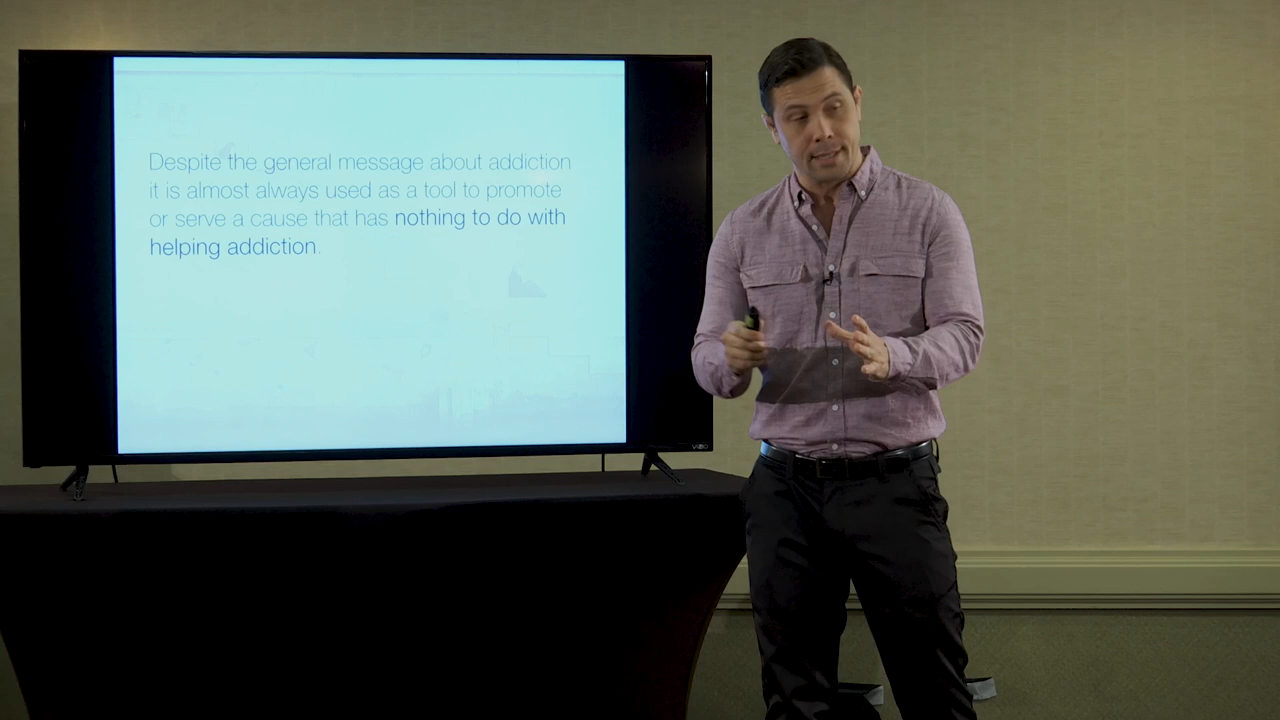 Despite the general message about addiction
it is almost always used as a tool to promote
or serve a cause that has nothing to do with
helping addiction.
VIZIO